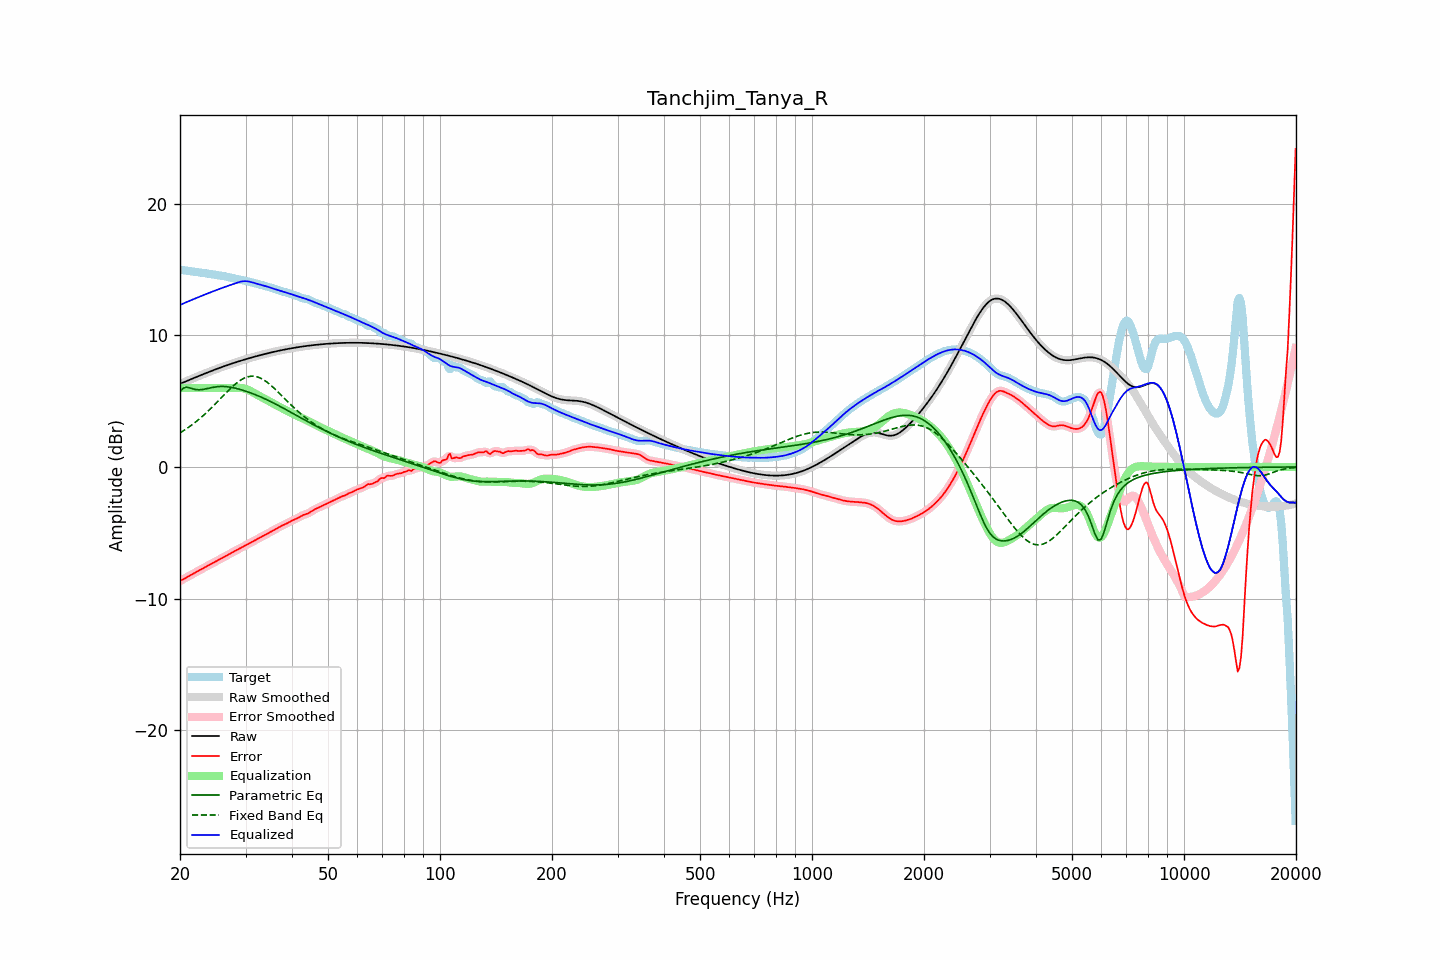 Tanchjim_Tanya_R
Amplitude (dBr)
20
10
0
−10
−20
Target
Raw Smoothed
Error Smoothed
Raw
Error
Equalization
Parametric Eq
Fixed Band Eq
Equalized
20 50 100 200 500 1000 2000 5000 10000 20000
Frequency (Hz)